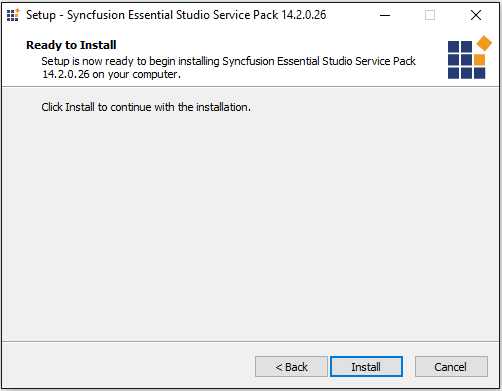 Setup - Syncfusion Essential Studio Service Pack 14.2.0.26
Ready to Install
Setup is now ready to begin installing Syncfusion Essential Studio Service Pack
14.2.0.26 on your computer.
Click Install to continue with the installation.
< Back Install Cancel